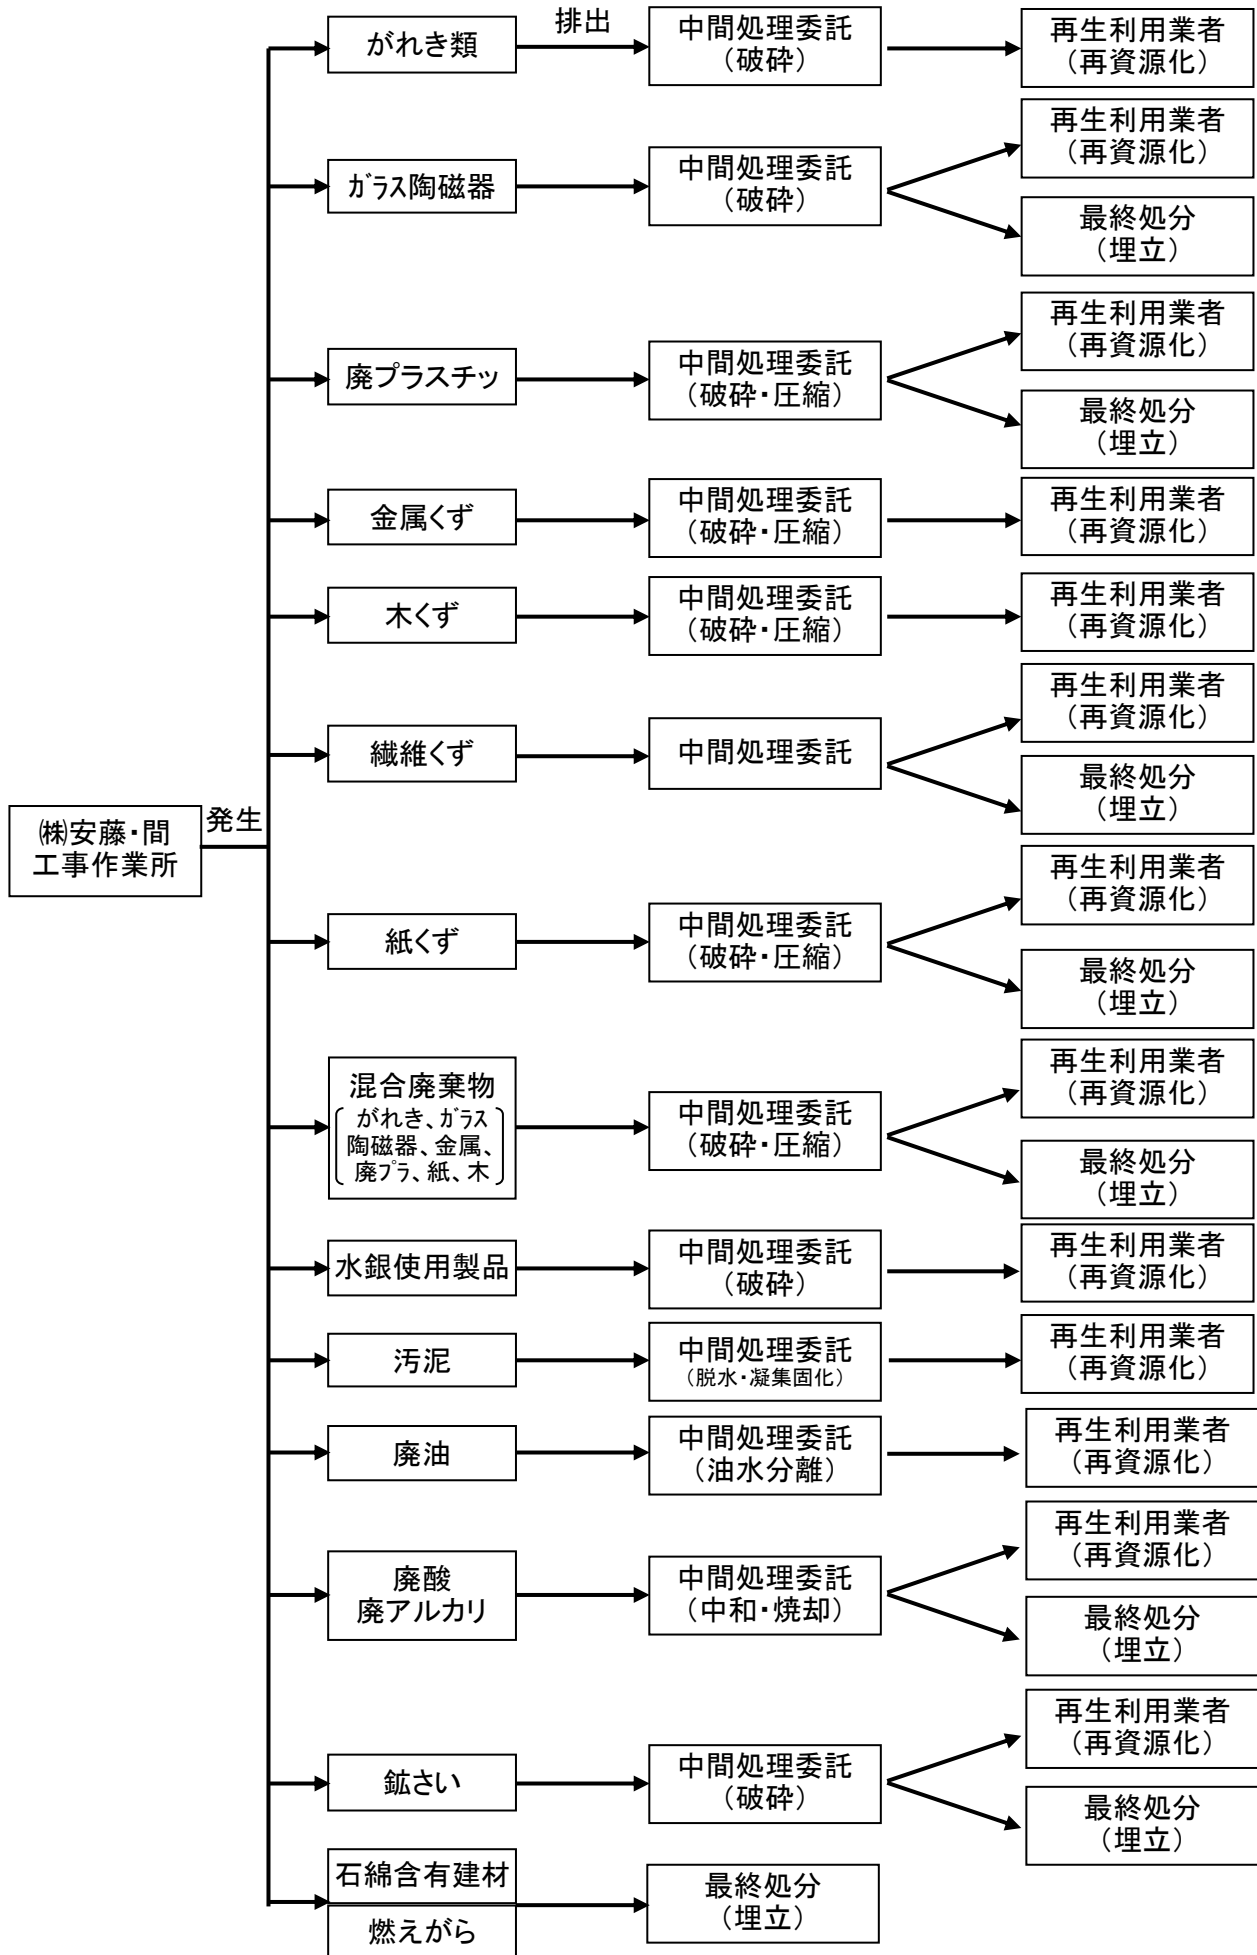 がれき類
排出
中間処理委託
（破砕）
再生利用業者
（再資源化）
ｶﾞﾗｽ陶磁器
中間処理委託
（破砕）
再生利用業者
（再資源化）
最終処分
（埋立）
廃プラスチッ
中間処理委託
（破砕・圧縮）
再生利用業者
（再資源化）
最終処分
（埋立）
金属くず
中間処理委託
（破砕・圧縮）
再生利用業者
（再資源化）
木くず
中間処理委託
（破砕・圧縮）
再生利用業者
（再資源化）
繊維くず
中間処理委託
再生利用業者
（再資源化）
最終処分
（埋立）
㈱安藤・間
工事作業所
発生
紙くず
中間処理委託
（破砕・圧縮）
再生利用業者
（再資源化）
最終処分
（埋立）
混合廃棄物
がれき、ｶﾞﾗｽ
陶磁器、金属、
廃ﾌﾟﾗ、紙、木
中間処理委託
（破砕・圧縮）
再生利用業者
（再資源化）
最終処分
（埋立）
水銀使用製品
中間処理委託
（破砕）
再生利用業者
（再資源化）
汚泥
中間処理委託
（脱水・凝集固化）
再生利用業者
（再資源化）
廃油
中間処理委託
（油水分離）
再生利用業者
（再資源化）
廃酸
廃アルカリ
中間処理委託
（中和・焼却）
再生利用業者
（再資源化）
最終処分
（埋立）
鉱さい
中間処理委託
（破砕）
再生利用業者
（再資源化）
最終処分
（埋立）
石綿含有建材
燃えがら
最終処分
（埋立）